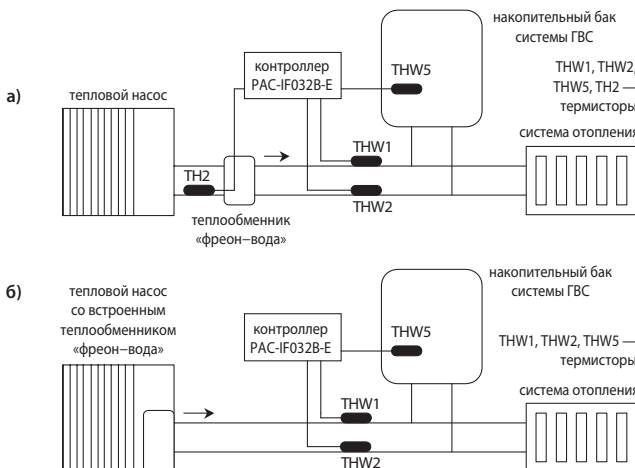 накопительный бак
системы ГВС
контроллер
PAC-IF032B-E
THW5
THW1, THW2,
THW5, TH2 —
термисторы
а)
тепловой насос
система отопления
THW1
TH2
THW2
теплообменник
«фреон–вода»
накопительный бак
системы ГВС
б)
тепловой насос
со встроенным
теплообменником
«фреон–вода»
контроллер
PAC-IF032B-E
THW5
THW1, THW2, THW5 —
термисторы
система отопления
THW1
THW2